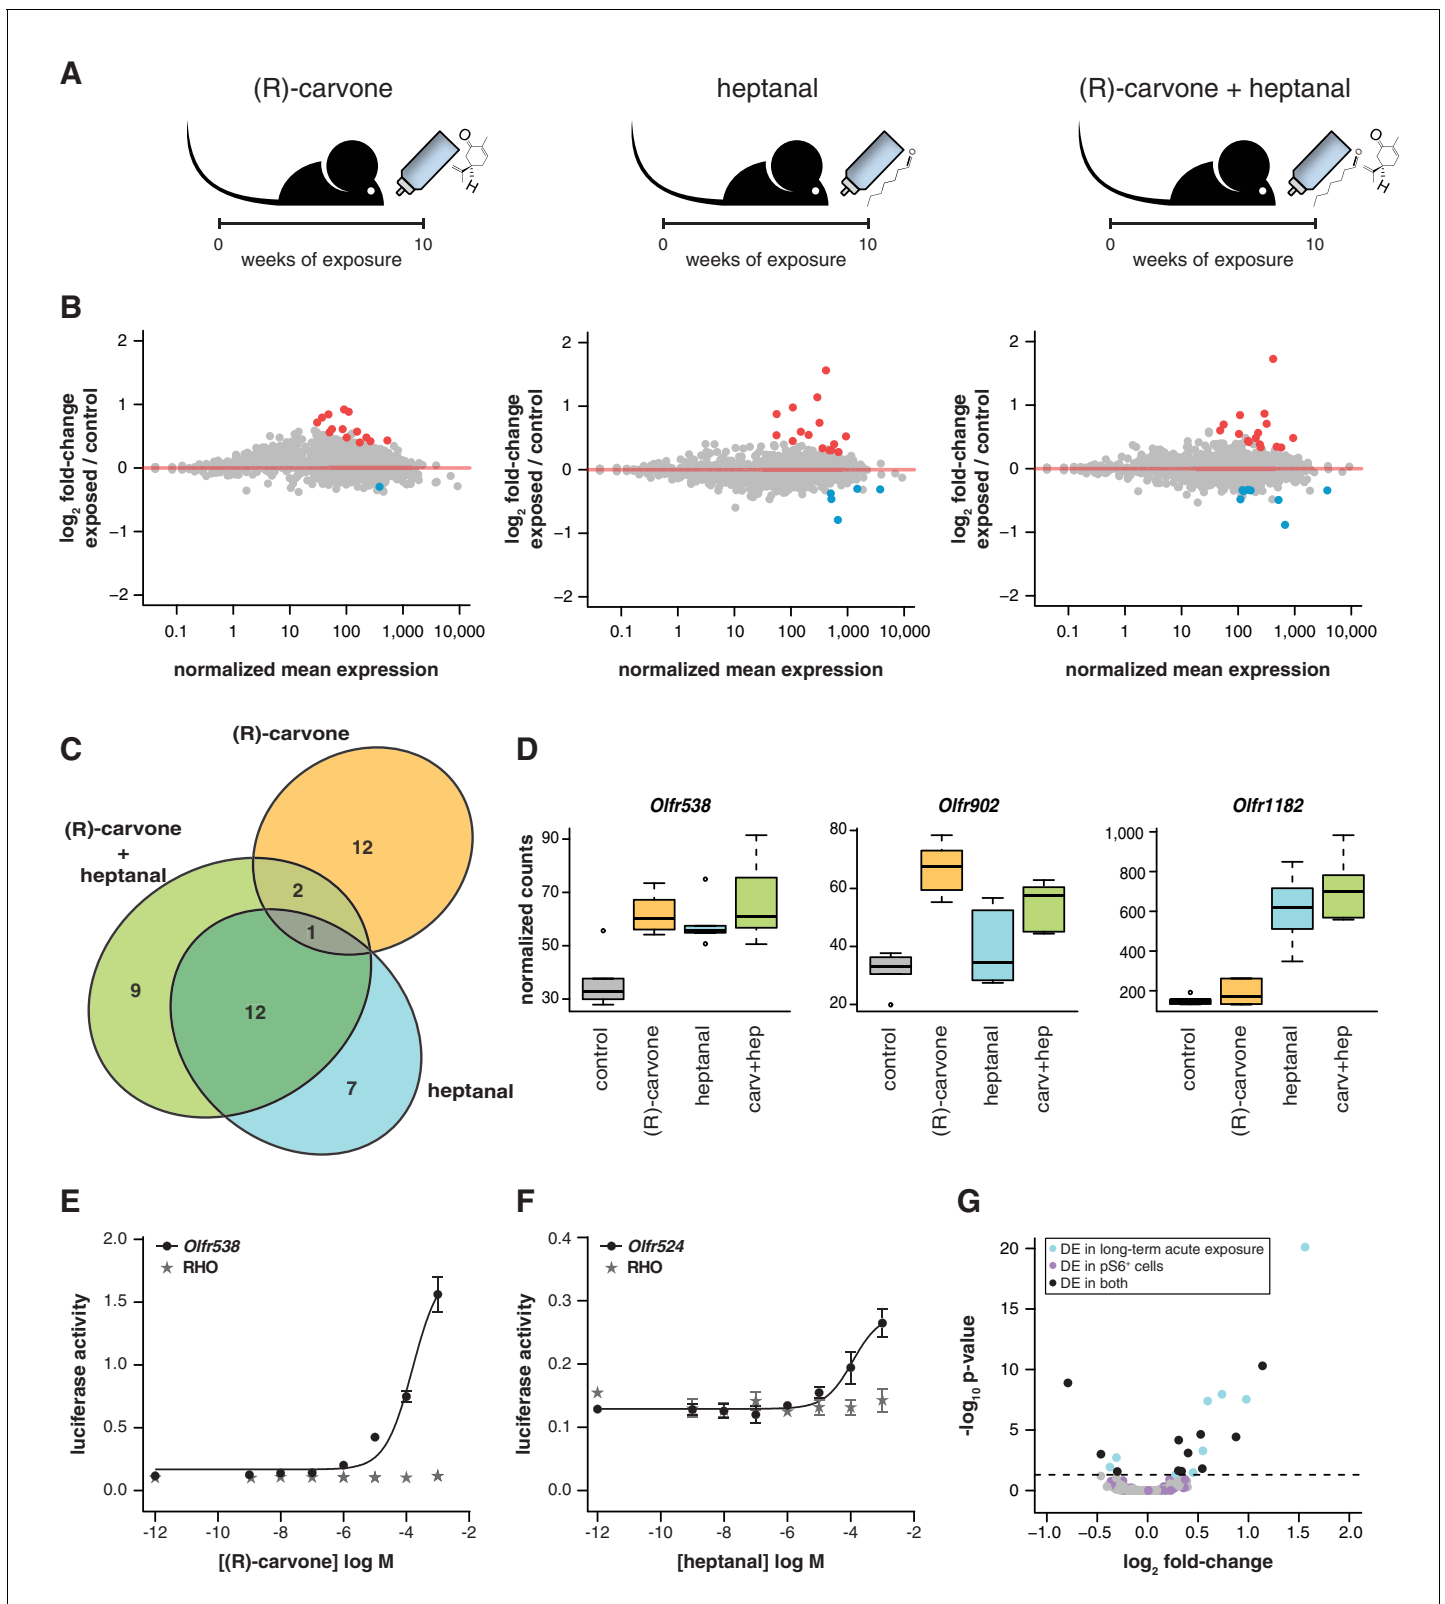 A
(R)-carvone
heptanal
(R)-carvone + heptanal
O
H
O
O
H
0 10
weeks of exposure
0 10
weeks of exposure
0 10
weeks of exposure
B
log2 fold-change
exposed / control
2
1
0
−1
−2
0.1 1 10 100 1,000 10,000
normalized mean expression
log2 fold-change
exposed / control
2
1
0
−1
−2
0.1 1 10 100 1,000 10,000
normalized mean expression
log2 fold-change
exposed / control
2
1
0
−1
−2
0.1 1 10 100 1,000 10,000
normalized mean expression
C
(R)-carvone
(R)-carvone
+
heptanal
heptanal
12
2
1
9
12
7
D
normalized counts
Olfr538
90
70
50
30
control
(R)-carvone
heptanal
carv+hep
Olfr902
80
60
40
20
control
(R)-carvone
heptanal
carv+hep
Olfr1182
1,000
800
600
400
200
control
(R)-carvone
heptanal
carv+hep
E
luciferase activity
2.0
1.5
1.0
0.5
0.0
Olfr538
RHO
-12 -10 -8 -6 -4 -2
[(R)-carvone] log M
F
luciferase activity
0.4
0.3
0.2
0.1
0.0
Olfr524
RHO
-12 -10 -8 -6 -4 -2
[heptanal] log M
G
-log10 p-value
20
15
10
5
0
DE in long-term acute exposure
DE in pS6+ cells
DE in both
−1.0 −0.5 0.0 0.5 1.0 1.5 2.0
log2 fold-change